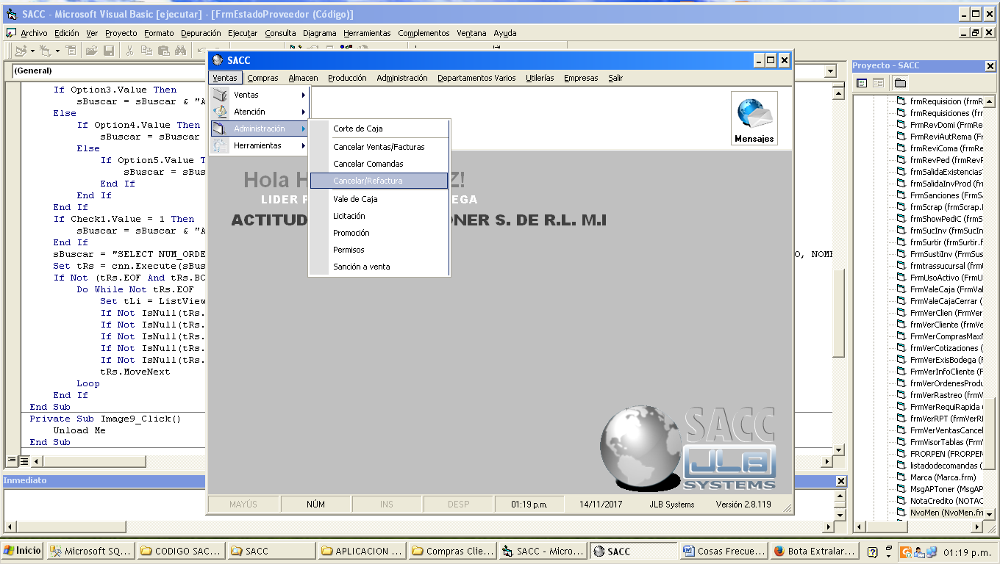 SACC - Microsoft Visual Basic [ejecutar] - [FrmEstadoProveedor (Código)]
Archivo Edición Ver Proyecto Formato Depuración Ejecutar Consulta Diagrama Herramientas Complementos Ventana Ayuda
(General)
If Option3.Value Then
sBuscar = sBuscar & "A
Else
If Option4.Value Then
sBuscar = sBuscar
Else
If Option5.Value T
sBuscar = sBus
End If
End If
End If
If Check1.Value = 1 Then
sBuscar = sBuscar & "A
End If
sBuscar = "SELECT NUM_ORDE
O, NOMB
Set tRs = cnn.Execute(sBus
If Not (tRs.EOF And tRs.BO
Do While Not tRs.EOF
Set tLi = ListView
If Not IsNull(tRs.
If Not IsNull(tRs.
If Not IsNull(tRs.
If Not IsNull(tRs.
If Not IsNull(tRs.
tRs.MoveNext
Loop
End If
End Sub
Private Sub Image9_Click()
Unload Me
End Sub
Inmediato
SACC
Ventas Compras Almacen Producción Administración Departamentos Varios Utilerías Empresas Salir
Ventas
Atención
Administración
Herramientas
Corte de Caja
Cancelar Ventas/Facturas
Cancelar Comandas
Cancelar/Refactura
Vale de Caja
Licitación
Promoción
Permisos
Sanción a venta
Mensajes
Hola H Z!
LIDER P EGA
ACTITUD ONER S. DE R.L. M.I
SACC
JLB
SYSTEMS
MAYÚS NÚM INS DESP 01:19 p.m. 14/11/2017 JLB Systems Versión 2.8.119
Proyecto - SACC
frmRequisicion (frmR
frmRequisiciones (frr
FrmRevDomi (FrmRe
FrmReviAutRema (Fr
frmReviComa (FrmRe
frmRevPed (frmRevP
frmSalidaExistenciasT
frmSalidaInvProd (Fr
FrmSanciones (FrmSa
frmScrap (frmScrap.F
frmShowPediC (frmS
frmSucInv (frmSucIn
frmSurtir (frmSurtir.f
frmSustiInv (FrmSus
frmtrassucursal (frm
FrmUsoActivo (FrmU
FrmValeCaja (FrmVal
FrmValeCajaCerrar (F
FrmVerClien (FrmVer
frmVerCliente (frmVe
FrmVerComprasMaxM
frmVerCotizaciones (
FrmVerExisBodega (F
FrmVerInfoCliente (F
frmVerOrdenesProdu
frmVerRastreo (frmV
FrmVerRequiRapida (
frmVerRPT (frmVerR
FrmVerVentasCancel
FrmVisorTablas (Frm
FRORPEN (FRORPEN
listadodecomandas (
Marca (Marca.frm)
MsgAPToner (MsgAP
NotaCredito (NOTAC
NvoMen (NvoMen.frr
Inicio Microsoft SQ... CODIGO SAC... SACC APLICACION ... Compras Clie... SACC - Micro... SACC Cosas Frecue... Bota Extralar... 01:19 p.m.